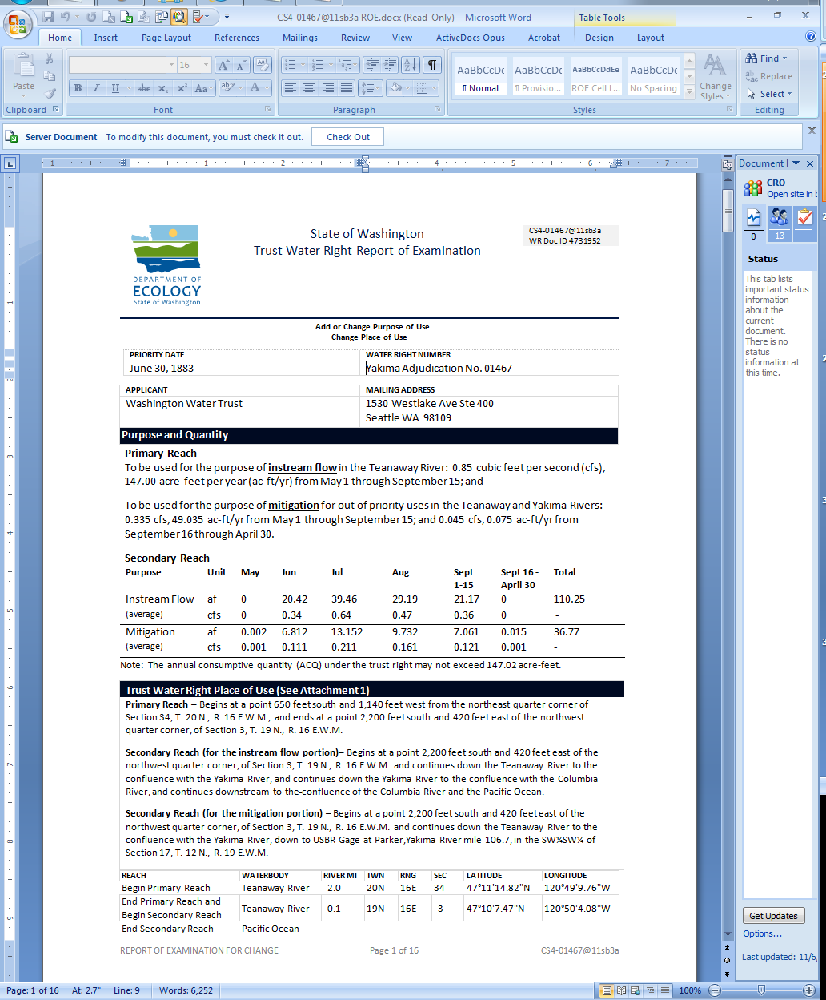 CS4-01467@11sb3a ROE.docx (Read-Only) - Microsoft Word
Table Tools
Home Insert Page Layout References Mailings Review View ActiveDocs Opus Acrobat Design Layout
Paste
16
AaBbCcDc AaBbCcDc AaBbCcDdEe AaBbCcDc
¶ Normal ¶ Provisio... ROE Cell L... No Spacing
Change Styles
Find
Replace
Select
Clipboard Font Paragraph Styles Editing
Server Document To modify this document, you must check it out. Check Out
1 1 2 4 5 6 7
State of Washington
Trust Water Right Report of Examination
CS4-01467@11sb3a
WR Doc ID 4731952
DEPARTMENT OF
ECOLOGY
State of Washington
Add or Change Purpose of Use
Change Place of Use
PRIORITY DATE WATER RIGHT NUMBER
June 30, 1883 Yakima Adjudication No. 01467
APPLICANT MAILING ADDRESS
Washington Water Trust 1530 Westlake Ave Ste 400
Seattle WA 98109
Purpose and Quantity
Primary Reach
To be used for the purpose of instream flow in the Teanaway River: 0.85 cubic feet per second (cfs),
147.00 acre-feet per year (ac-ft/yr) from May 1 through September 15; and
To be used for the purpose of mitigation for out of priority uses in the Teanaway and Yakima Rivers:
0.335 cfs, 49.035 ac-ft/yr from May 1 through September 15; and 0.045 cfs, 0.075 ac-ft/yr from
September 16 through April 30.
Secondary Reach
Purpose Unit May Jun Jul Aug Sept Sept 16 - Total
1-15 April 30
Instream Flow af 0 20.42 39.46 29.19 21.17 0 110.25
(average) cfs 0 0.34 0.64 0.47 0.36 0 -
Mitigation af 0.002 6.812 13.152 9.732 7.061 0.015 36.77
(average) cfs 0.001 0.111 0.211 0.161 0.121 0.001 -
Note: The annual consumptive quantity (ACQ) under the trust right may not exceed 147.02 acre-feet.
Trust Water Right Place of Use (See Attachment 1)
Primary Reach – Begins at a point 650 feet south and 1,140 feet west from the northeast quarter corner of
Section 34, T. 20 N., R. 16 E.W.M., and ends at a point 2,200 feet south and 420 feet east of the northwest
quarter corner, of Section 3, T. 19 N., R. 16 E.W.M.
Secondary Reach (for the instream flow portion)– Begins at a point 2,200 feet south and 420 feet east of the
northwest quarter corner, of Section 3, T. 19 N., R. 16 E.W.M. and continues down the Teanaway River to the
confluence with the Yakima River, and continues down the Yakima River to the confluence with the Columbia
River, and continues downstream to the-confluence of the Columbia River and the Pacific Ocean.
Secondary Reach (for the mitigation portion) – Begins at a point 2,200 feet south and 420 feet east of the
northwest quarter corner, of Section 3, T. 19 N., R. 16 E.W.M. and continues down the Teanaway River to the
confluence with the Yakima River, down to USBR Gage at Parker,Yakima River mile 106.7, in the SW¼SW¼ of
Section 17, T. 12 N., R. 19 E.W.M.
REACH WATERBODY RIVER MI TWN RNG SEC LATITUDE LONGITUDE
Begin Primary Reach Teanaway River 2.0 20N 16E 34 47°11'14.82"N 120°49'9.76"W
End Primary Reach and
Begin Secondary Reach Teanaway River 0.1 19N 16E 3 47°10'7.47"N 120°50'4.08"W
End Secondary Reach Pacific Ocean
REPORT OF EXAMINATION FOR CHANGE Page 1 of 16 CS4-01467@11sb3a
Document
CRO
Open site in
0 13
Status
This tab lists
important status
information
about the
current
document.
There is no
status
information at
this time.
Get Updates
Options...
Last updated: 11/6,
Page: 1 of 16 At: 2.7" Line: 9 Words: 6,252 100%